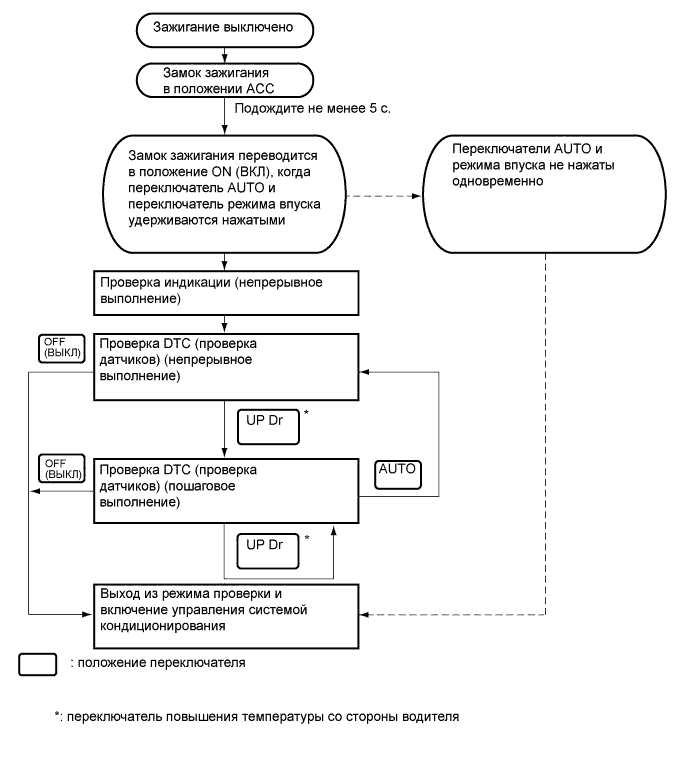 Зажигание выключено
Замок зажигания
в положении ACC
Подождите не менее 5 с.
Замок зажигания переводится
в положение ON (ВКЛ), когда
переключатель AUTO и
переключатель режима впуска
удерживаются нажатыми
Переключатели AUTO и
режима впуска не нажаты
одновременно
Проверка индикации (непрерывное
выполнение)
OFF
(ВЫКЛ)
Проверка DTC (проверка
датчиков) (непрерывное
выполнение)
UP Dr *
OFF
(ВЫКЛ)
Проверка DTC (проверка
датчиков) (пошаговое
выполнение)
AUTO
UP Dr *
Выход из режима проверки и
включение управления системой
кондиционирования
: положение переключателя
*: переключатель повышения температуры со стороны водителя